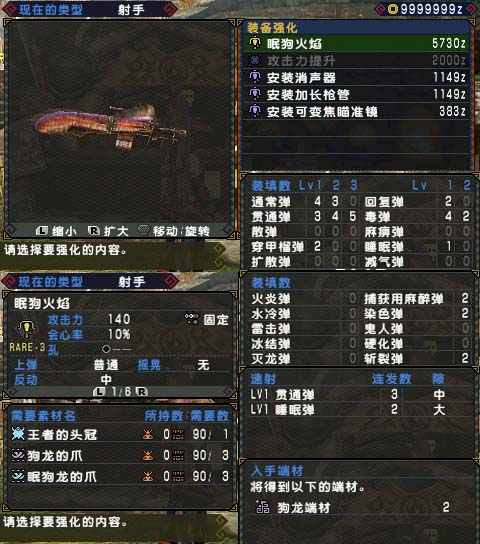 现在的类型 射手
9999999z
装备强化
眠狗火焰 5730z
攻击力提升 2000z
安装消声器 1149z
安装加长枪管 1149z
安装可变焦瞄准镜 383z
L 缩小 R 扩大 移动/旋转
请选择要强化的内容。
装填数 Lv1 2 3 Lv 1 2
通常弹 4 3 0 回复弹 2 0
贯通弹 3 4 5 毒弹 4 2
散弹 0 0 0 麻痹弹 0 0
穿甲榴弹 2 0 0 睡眠弹 1 0
扩散弹 0 0 0 减气弹 0 0
现在的类型 射手
眠狗火焰
攻击力 140 固定
会心率 10%
RARE-3 孔
上弹 普通 摇晃 无
反动 中
L 1/6 R
装填数
火炎弹 0 捕获用麻醉弹 2
水冷弹 0 染色弹 2
雷击弹 0 鬼人弹 0
冰结弹 0 硬化弹 0
灭龙弹 0 斩裂弹 2
速射 连发数 隙
LV1 贯通弹 3 中
LV1 睡眠弹 2 大
需要素材名 所持数 需要数
王者的头冠 0 90/ 1
狗龙的爪 0 90/ 3
眠狗龙的爪 0 90/ 3
请选择要强化的内容。
入手端材
将得到以下的端材。
狗龙端材 2